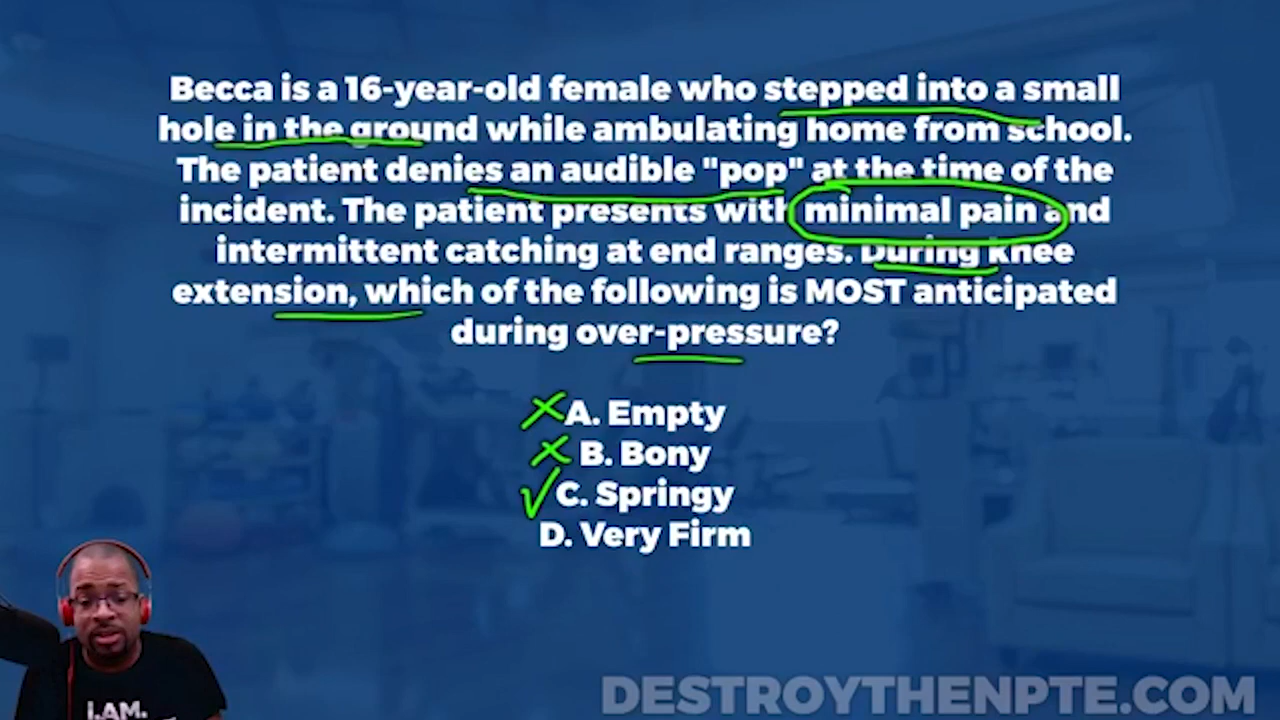 Becca is a 16-year-old female who stepped into a small
hole in the ground while ambulating home from school.
The patient denies an audible "pop" at the time of the
incident. The patient presents with minimal pain and
intermittent catching at end ranges. During knee
extension, which of the following is MOST anticipated
during over-pressure?
A. Empty
B. Bony
C. Springy
D. Very Firm
I.AM.
DESTROYTHENPTE.COM